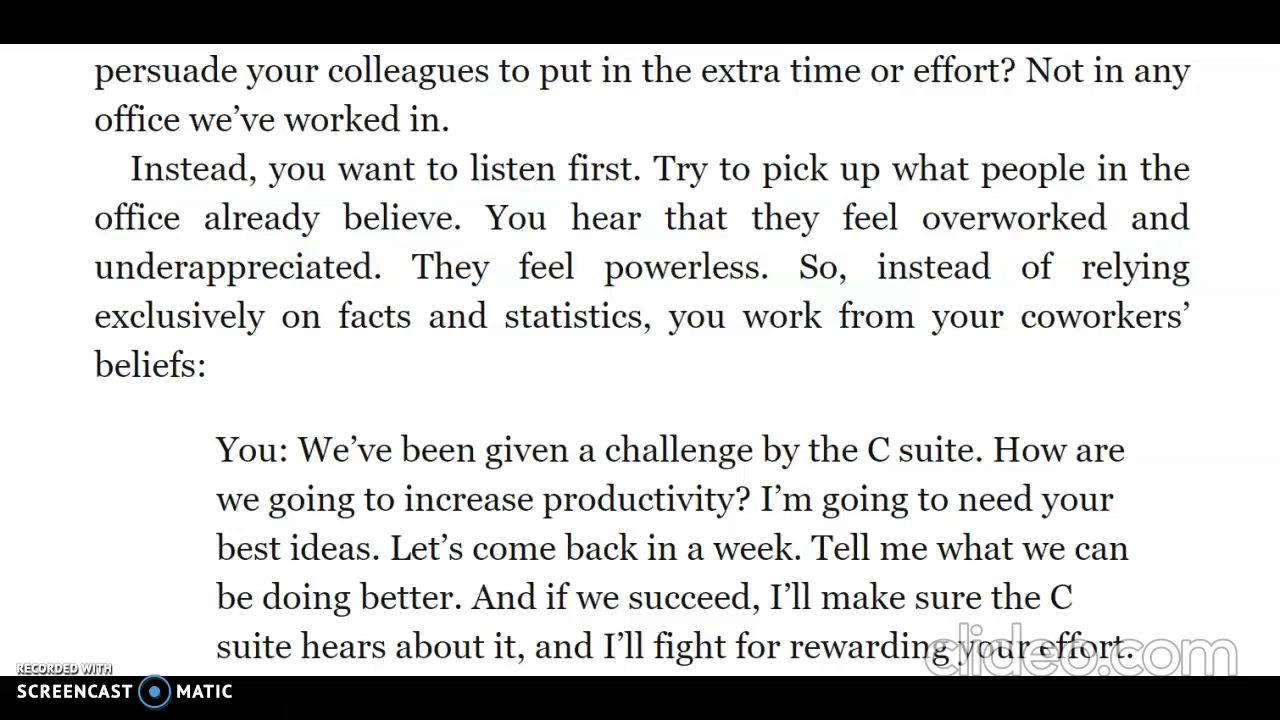 persuade your colleagues to put in the extra time or effort? Not in any
office we’ve worked in.
Instead, you want to listen first. Try to pick up what people in the
office already believe. You hear that they feel overworked and
underappreciated. They feel powerless. So, instead of relying
exclusively on facts and statistics, you work from your coworkers’
beliefs:
You: We’ve been given a challenge by the C suite. How are
we going to increase productivity? I’m going to need your
best ideas. Let’s come back in a week. Tell me what we can
be doing better. And if we succeed, I’ll make sure the C
suite hears about it, and I’ll fight for rewarding your effort.
clideo.com
RECORDED WITH
SCREENCAST MATIC